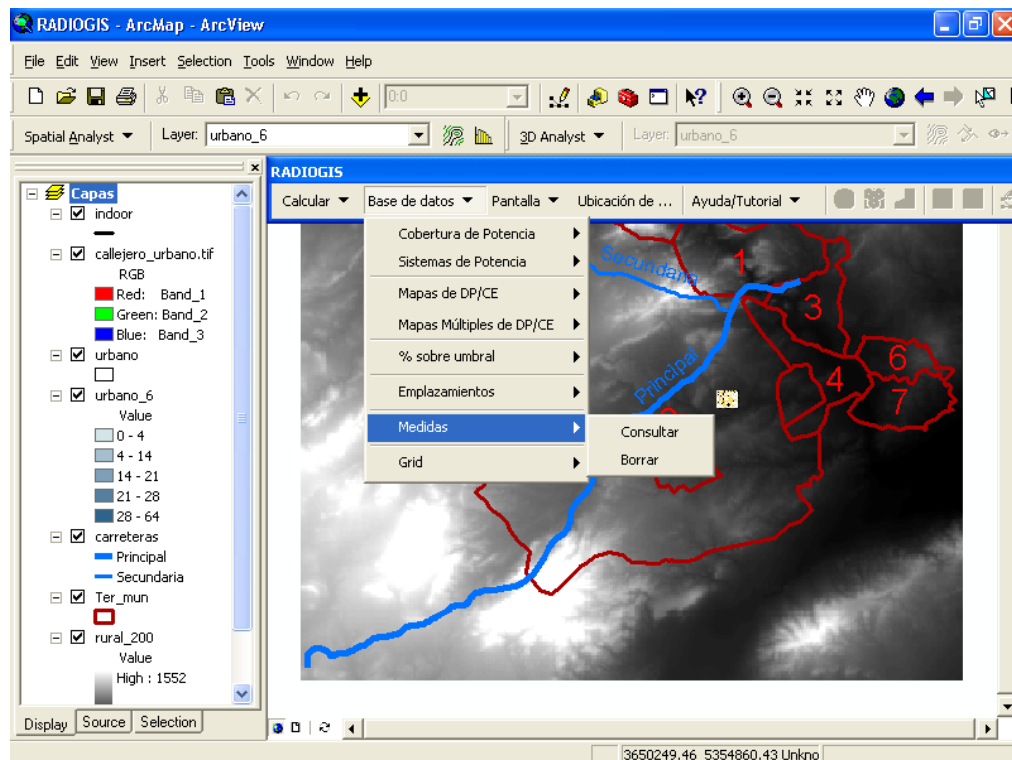 RADIOGIS - ArcMap - ArcView
File Edit View Insert Selection Tools Window Help
0:0
Spatial Analyst Layer: urbano_6 3D Analyst Layer: urbano_6
RADIOGIS
Calcular Base de datos Pantalla Ubicación de ... Ayuda/Tutorial
Capas
indoor
callejero_urbano.tif
RGB
Red: Band_1
Green: Band_2
Blue: Band_3
urbano
urbano_6
Value
0 - 4
4 - 14
14 - 21
21 - 28
28 - 64
carreteras
Principal
Secundaria
Ter_mun
rural_200
Value
High : 1552
Display Source Selection
Cobertura de Potencia
Sistemas de Potencia
Mapas de DP/CE
Mapas Múltiples de DP/CE
% sobre umbral
Emplazamientos
Medidas
Grid
Consultar
Borrar
Secundaria
Principal
1
3
4
6
7
3650249.46 5354860.43 Unkno